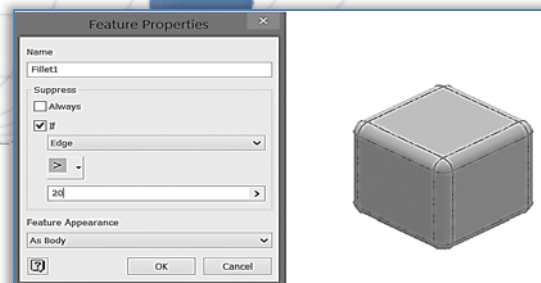 Feature Properties
Name
Fillet1
Suppress
Always
If
Edge
>
20
Feature Appearance
As Body
OK Cancel